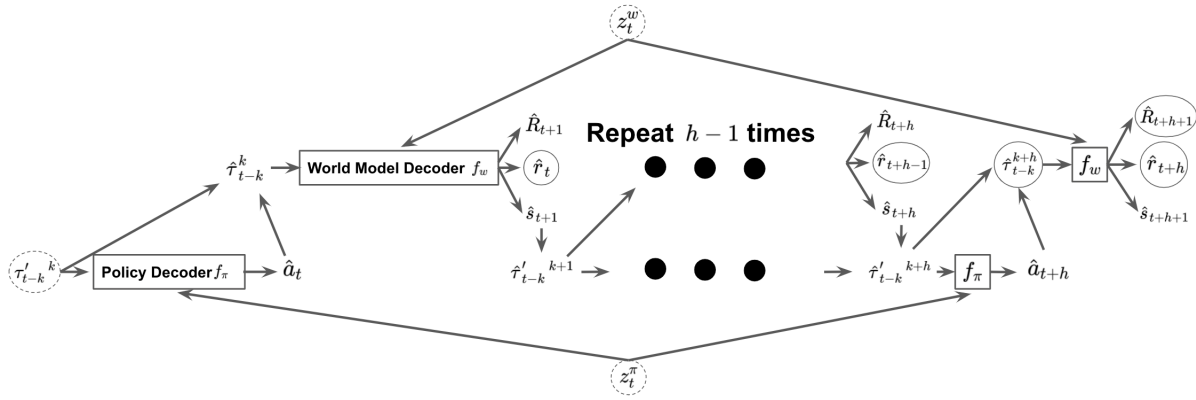 z_t^w
R̂_{t+1}
Repeat h − 1 times
R̂_{t+h}
R̂_{t+h+1}
τ̂_{t−k}^k
World Model Decoder f_w
r̂_t
r̂_{t+h−1}
τ̂_{t−k}^{k+h}
f_w
r̂_{t+h}
ŝ_{t+1}
ŝ_{t+h}
ŝ_{t+h+1}
τ′_{t−k}^k
Policy Decoder f_π
â_t
τ̂′_{t−k}^{k+1}
τ̂′_{t−k}^{k+h}
f_π
â_{t+h}
z_t^π